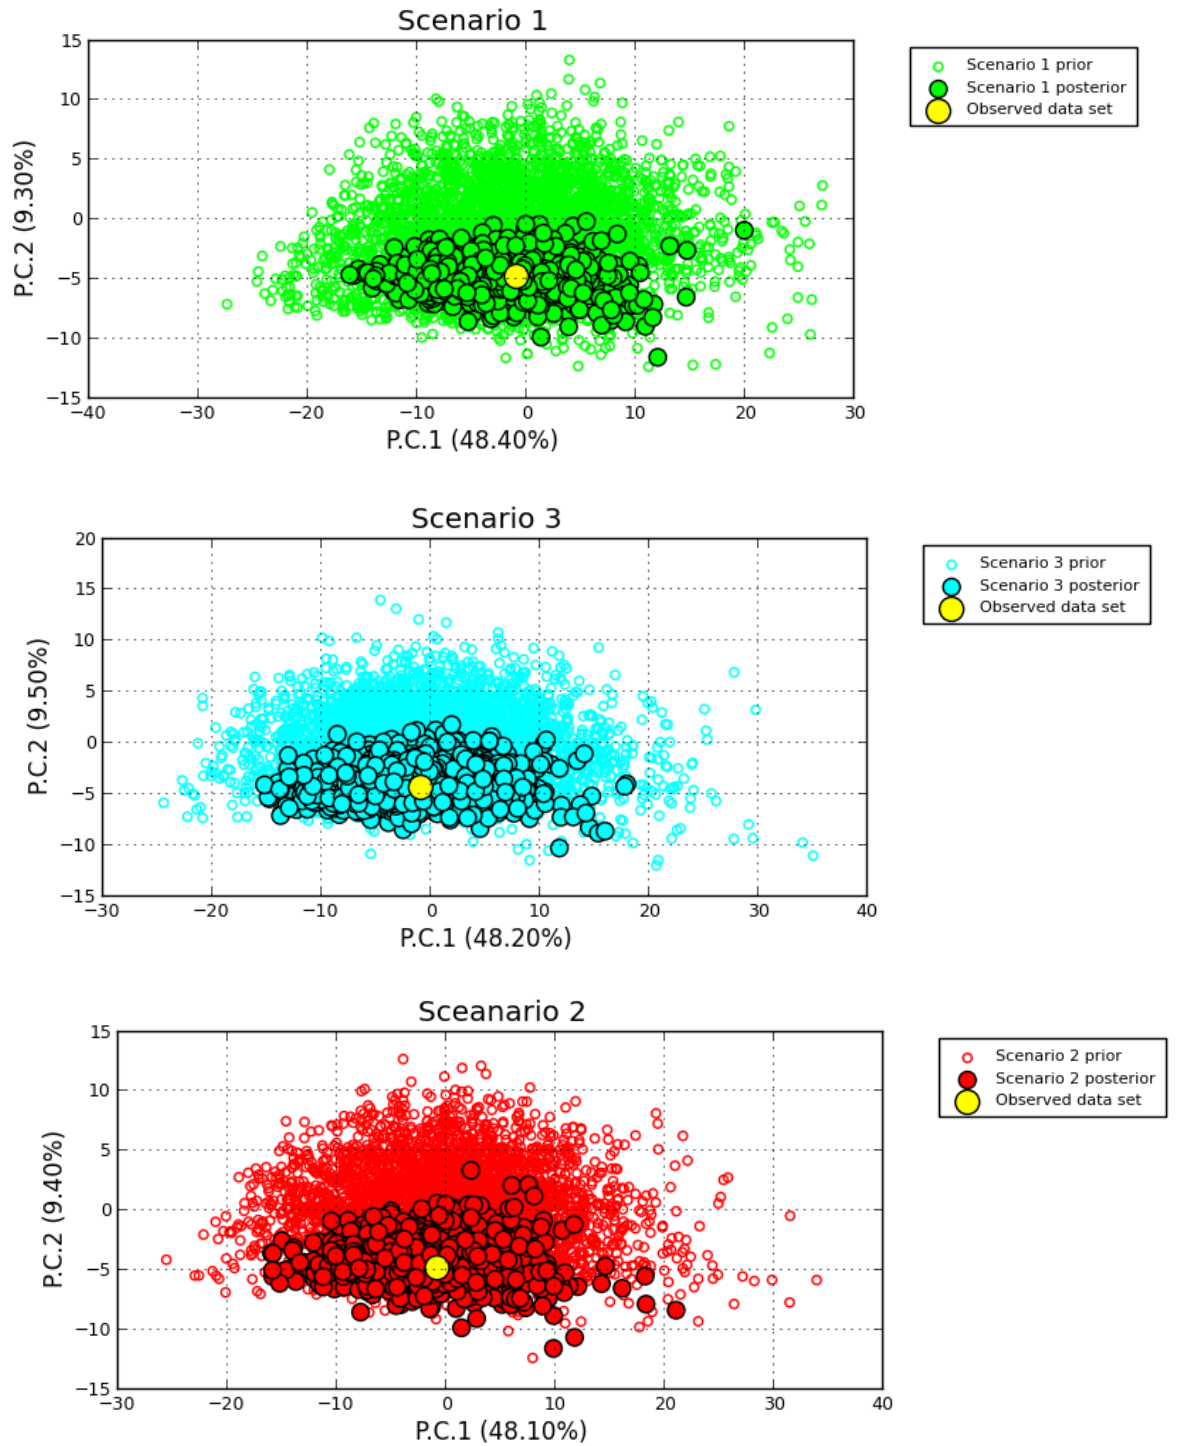 Scenario 1
15
10
5
0
−5
−10
−15
−40
−30
−20
−10
0
10
20
30
P.C.2 (9.30%)
P.C.1 (48.40%)
Scenario 1 prior
Scenario 1 posterior
Observed data set
Scenario 3
20
15
10
5
0
−5
−10
−15
−30
−20
−10
0
10
20
30
40
P.C.2 (9.50%)
P.C.1 (48.20%)
Scenario 3 prior
Scenario 3 posterior
Observed data set
Sceanario 2
15
10
5
0
−5
−10
−15
−30
−20
−10
0
10
20
30
40
P.C.2 (9.40%)
P.C.1 (48.10%)
Scenario 2 prior
Scenario 2 posterior
Observed data set